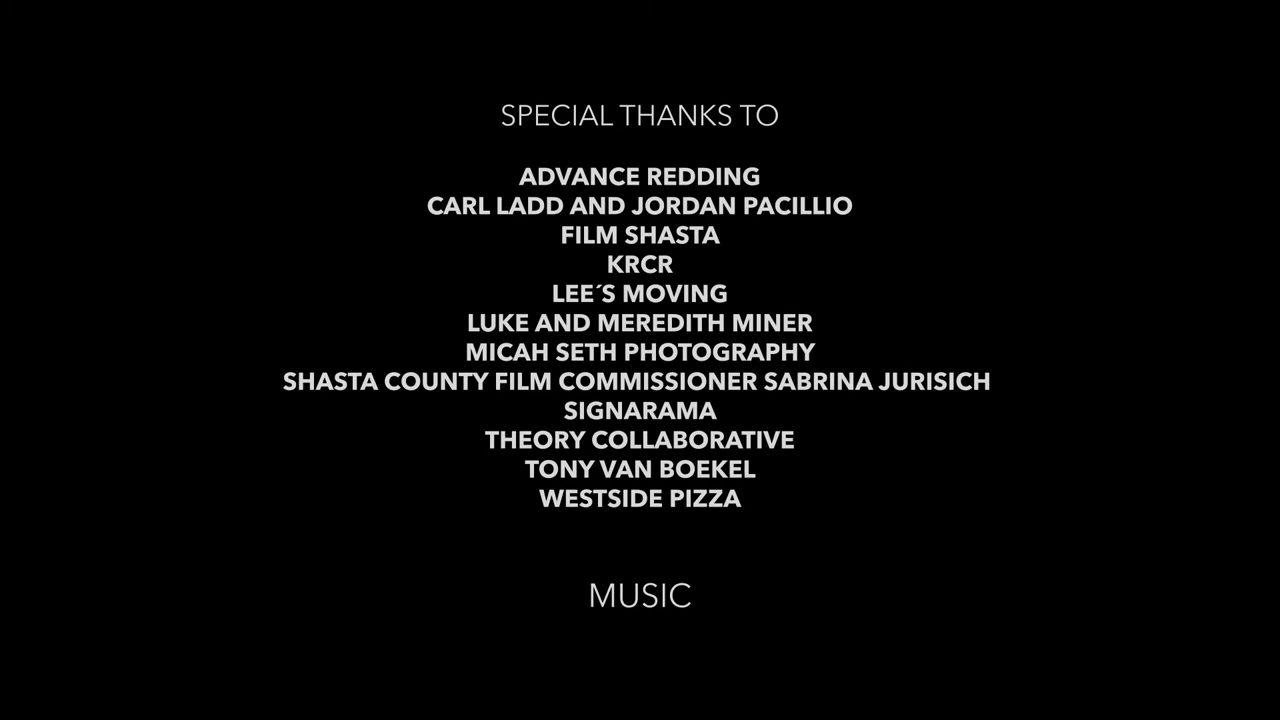 SPECIAL THANKS TO
ADVANCE REDDING
CARL LADD AND JORDAN PACILLIO
FILM SHASTA
KRCR
LEE´S MOVING
LUKE AND MEREDITH MINER
MICAH SETH PHOTOGRAPHY
SHASTA COUNTY FILM COMMISSIONER SABRINA JURISICH
SIGNARAMA
THEORY COLLABORATIVE
TONY VAN BOEKEL
WESTSIDE PIZZA
MUSIC